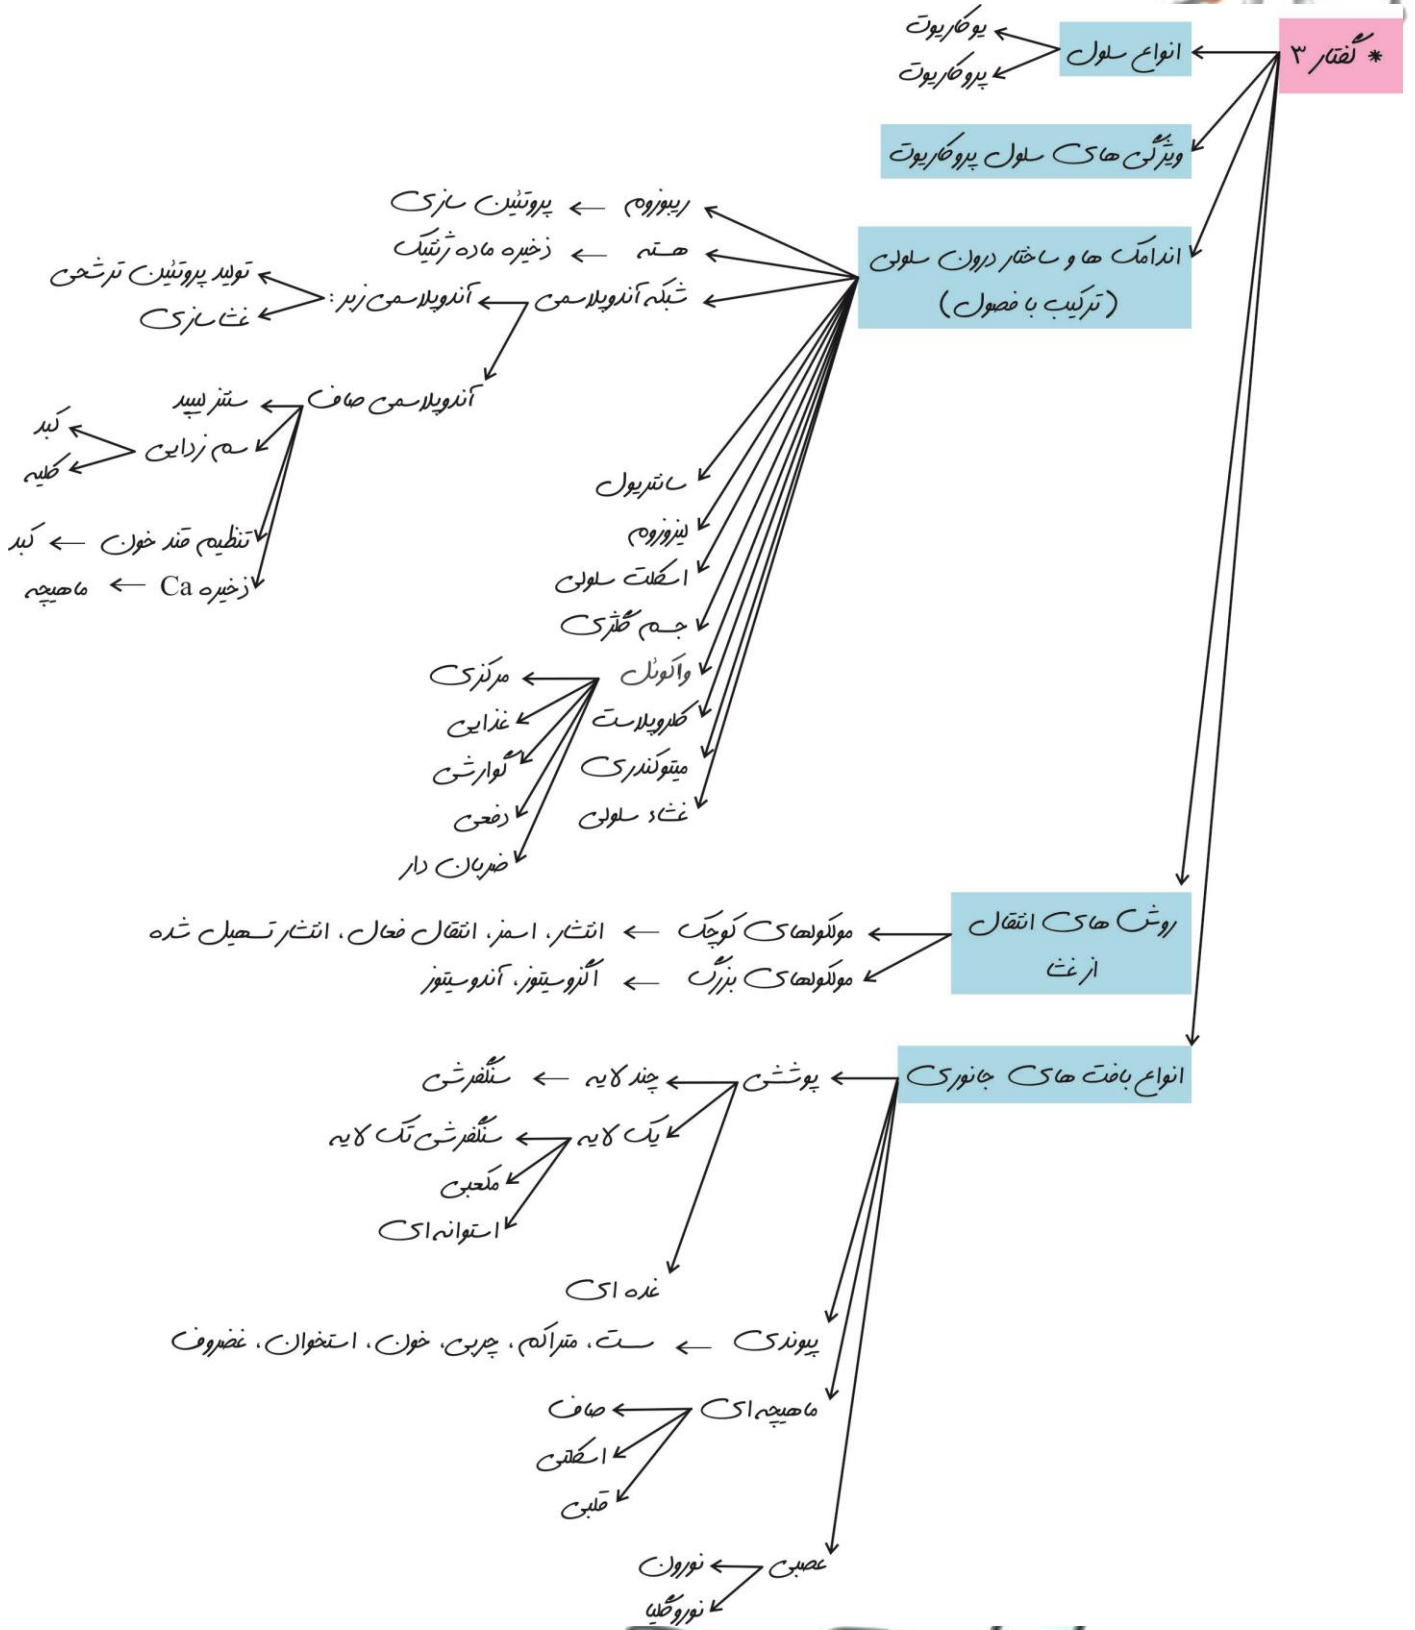 * گفتار ۳
انواع سلول
یوکاریوت
پروکاریوت
ویژگی های سلول پروکاریوت
اندامک ها و ساختار درون سلولی
(ترکیب با فصول)
ریبوزوم ← پروتئین سازی
هسته ← ذخیره ماده ژنتیک
شبکه آندوپلاسمی ← آندوپلاسمی زبر :
تولید پروتئین ترشحی
غشاسازی
آندوپلاسمی صاف
سنتز لیپید
سم زدایی
کبد
کلیه
تنظیم قند خون ← کبد
ذخیره Ca ← ماهیچه
سانتریول
لیزوزوم
اسکلت سلولی
جسم گلژی
واکوئل
مرکزی
غذایی
گوارشی
دفعی
ضربان دار
کلروپلاست
میتوکندری
غشاء سلولی
روش های انتقال
از غشا
مولکولهای کوچک ← انتشار، اسمز، انتقال فعال، انتشار تسهیل شده
مولکولهای بزرگ ← اگزوسیتوز، آندوسیتوز
انواع بافت های جانوری
پوششی
چند لایه ← سنگفرشی
یک لایه
سنگفرشی تک لایه
مکعبی
استوانه ای
غده ای
پیوندی ← سست، متراکم، چربی، خون، استخوان، غضروف
ماهیچه ای
صاف
اسکلتی
قلبی
عصبی
نورون
نوروگلیا